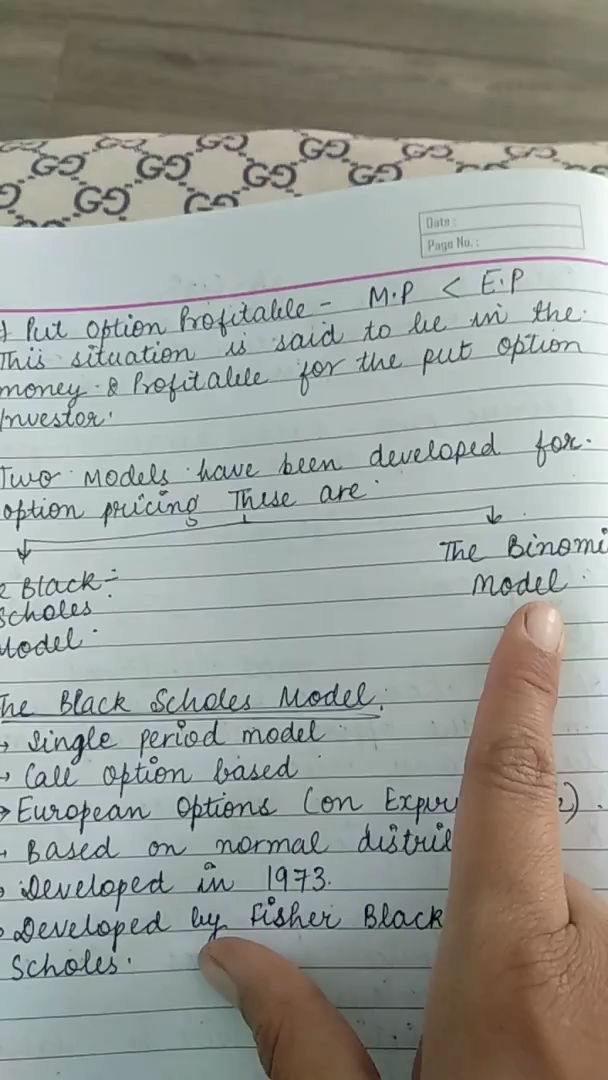 Date :
Page No. :
Put Option Profitable - M.P < E.P
This situation is said to be in the
money & Profitable for the put option
Investor.
Two Models have been developed for
option pricing These are
The Binomi
Black
Model
Scholes
Model
The Black Scholes Model.
→ Single period model
→ Call option based
→ European Options (on Expir
→ Based on normal distrib
Developed in 1973.
Developed by Fisher Black
Scholes.